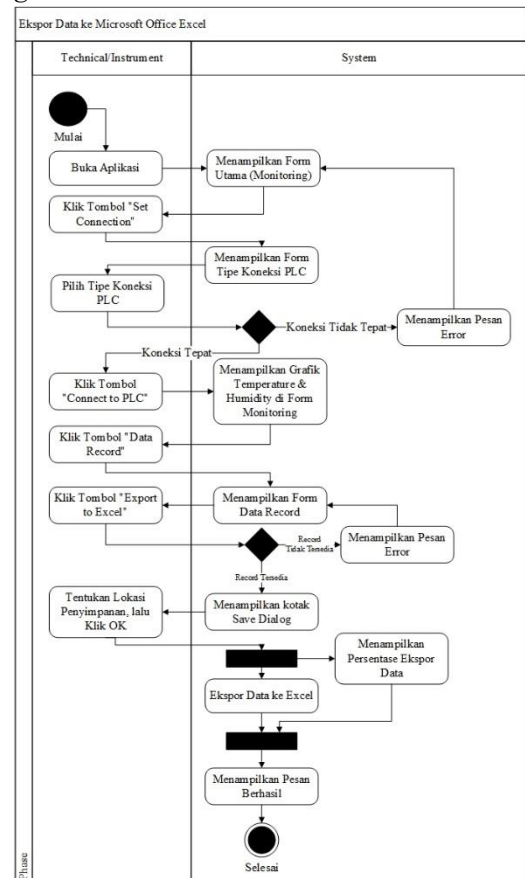 Ekspor Data ke Microsoft Office Excel
Technical/Instrument
System
Mulai
Buka Aplikasi
Menampilkan Form
Utama (Monitoring)
Klik Tombol "Set
Connection"
Menampilkan Form
Tipe Koneksi PLC
Pilih Tipe Koneksi
PLC
Koneksi Tidak Tepat
Menampilkan Pesan
Error
Koneksi Tepat
Klik Tombol
"Connect to PLC"
Menampilkan Grafik
Temperature &
Humidity di Form
Monitoring
Klik Tombol "Data
Record"
Klik Tombol "Export
to Excel"
Menampilkan Form
Data Record
Record
Tidak Tersedia
Menampilkan Pesan
Error
Record Tersedia
Tentukan Lokasi
Penyimpanan, lalu
Klik OK
Menampilkan kotak
Save Dialog
Menampilkan
Persentase Ekspor
Data
Ekspor Data ke Excel
Menampilkan Pesan
Berhasil
Selesai
Phase